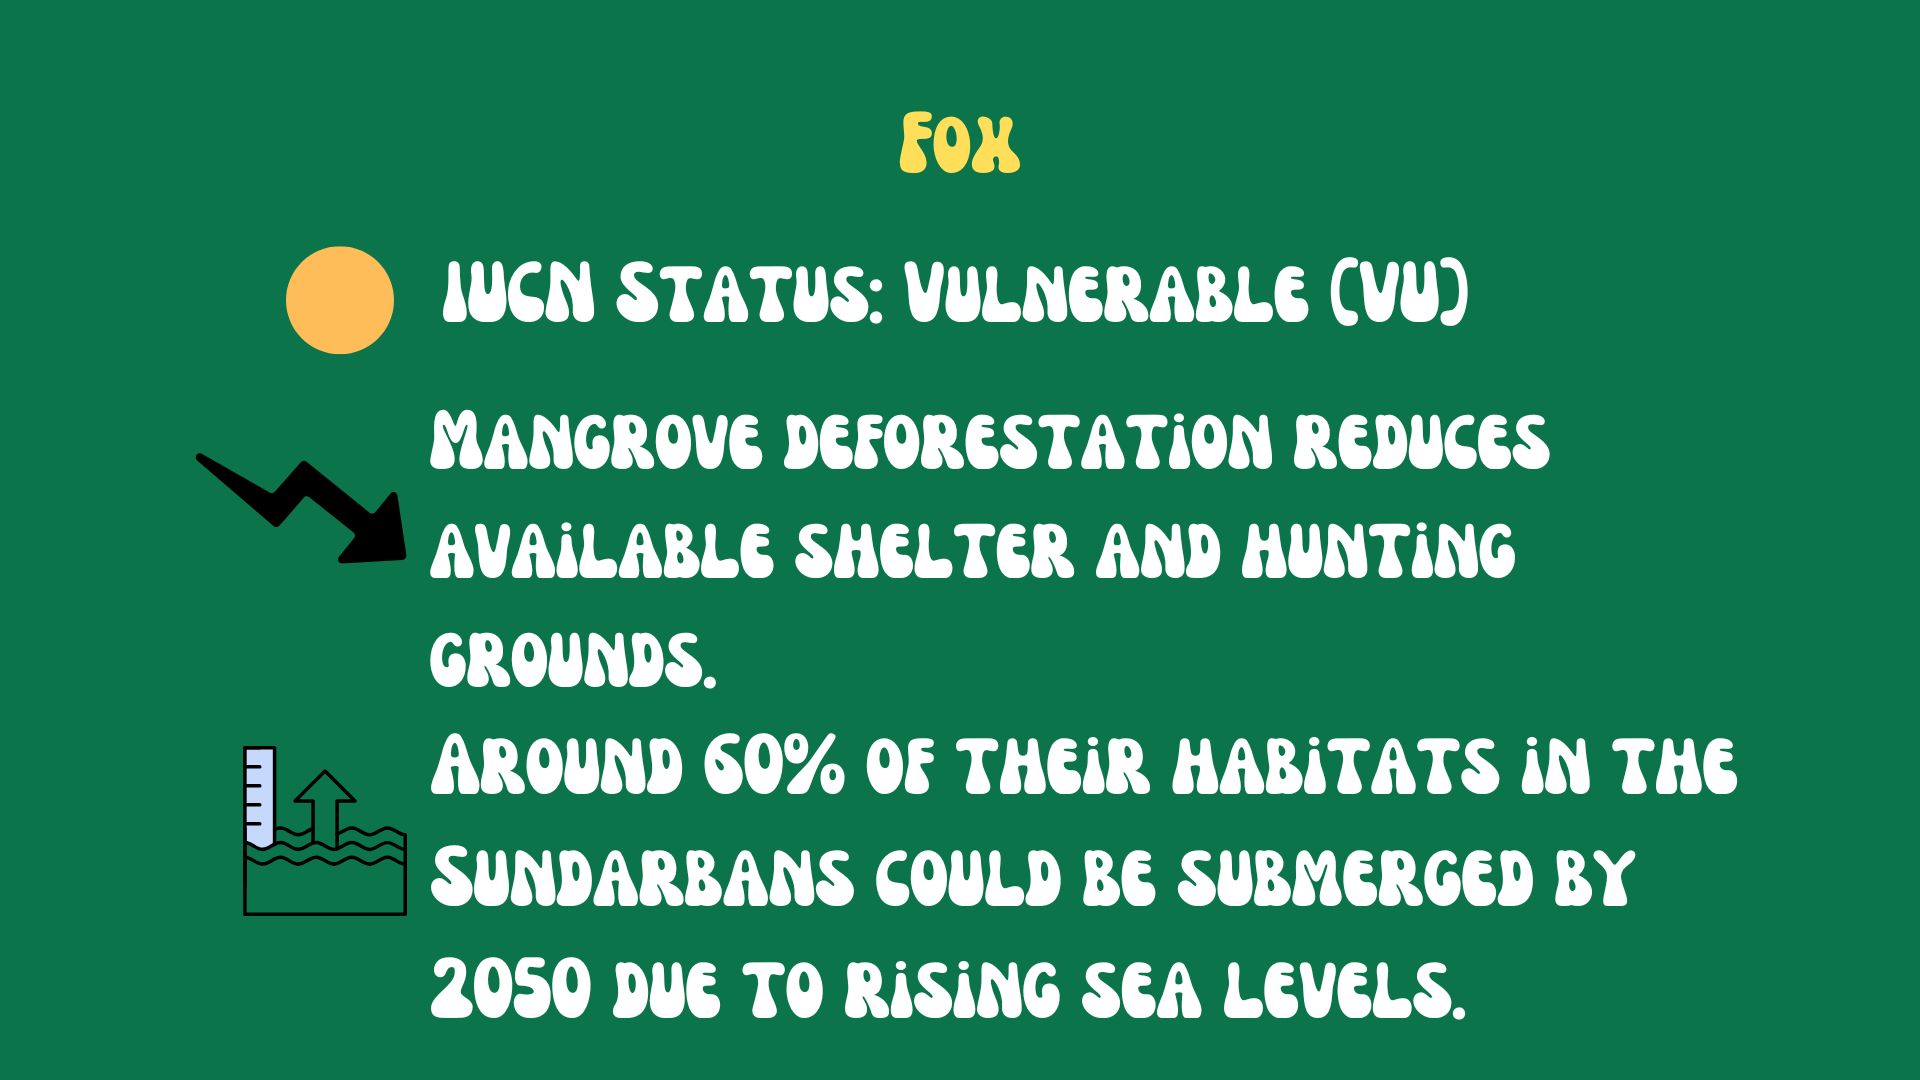 Fox
IUCN Status: Vulnerable (VU)
Mangrove deforestation reduces
available shelter and hunting
grounds.
Around 60% of their habitats in the
Sundarbans could be submerged by
2050 due to rising sea levels.